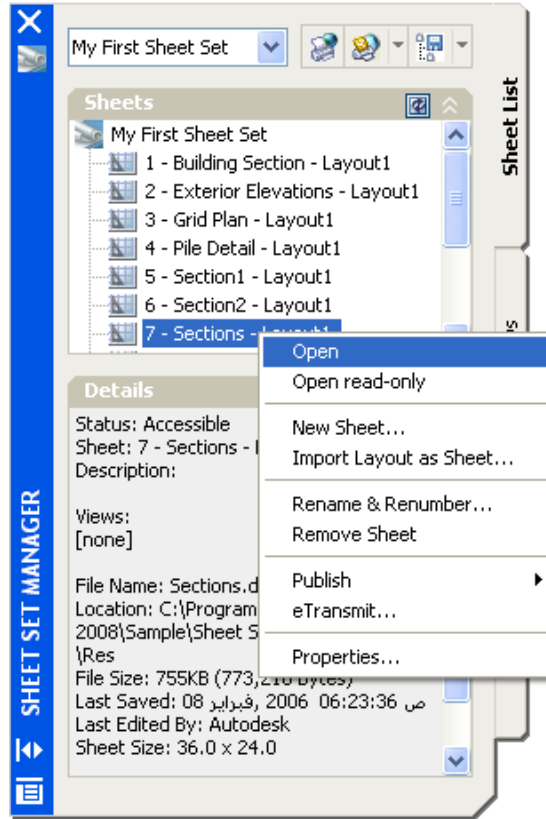 My First Sheet Set
Sheets
My First Sheet Set
1 - Building Section - Layout1
2 - Exterior Elevations - Layout1
3 - Grid Plan - Layout1
4 - Pile Detail - Layout1
5 - Section1 - Layout1
6 - Section2 - Layout1
7 - Sections - Layout1
Open
Open read-only
New Sheet...
Import Layout as Sheet...
Rename & Renumber...
Remove Sheet
Publish
eTransmit...
Properties...
Details
Status: Accessible
Sheet: 7 - Sections -
Description:
Views:
[none]
File Name: Sections.d
Location: C:\Program
2008\Sample\Sheet S
\Res
File Size: 755KB (773,216 bytes)
Last Saved: 08 فبراير, 2006 06:23:36 ص
Last Edited By: Autodesk
Sheet Size: 36.0 x 24.0
Sheet List
SHEET SET MANAGER